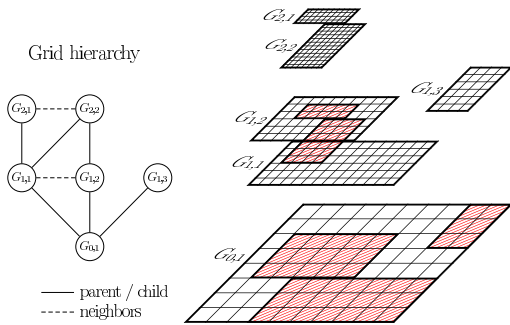 Grid hierarchy
G2,1
G2,2
G1,1
G1,2
G1,3
G0,1
parent / child
neighbors
G2,1
G2,2
G1,3
G1,2
G1,1
G0,1